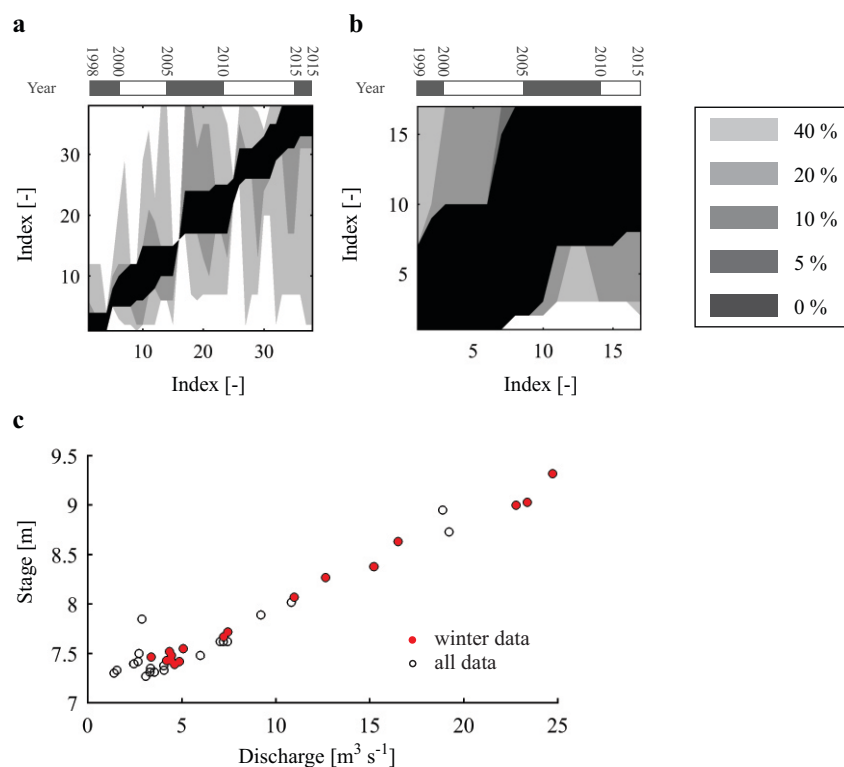 a
1998 2000 2005 2010 2015 2015
Year
Index [-]
30
20
10
10 20 30
Index [-]
b
1999 2000 2005 2010 2015
Year
Index [-]
15
10
5
5 10 15
Index [-]
40 %
20 %
10 %
5 %
0 %
c
Stage [m]
9.5
9
8.5
8
7.5
7
winter data
all data
0 5 10 15 20 25
Discharge [m³ s⁻¹]